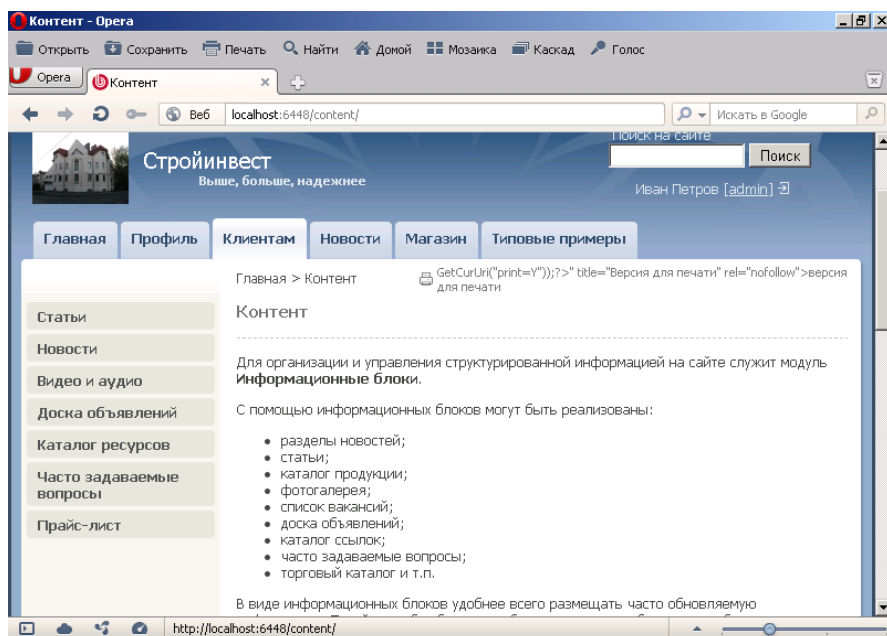 Контент - Opera
Открыть Сохранить Печать Найти Домой Мозаика Каскад Голос
Opera Контент
Веб localhost:6448/content/ Искать в Google
Поиск на сайте
Стройинвест Поиск
Выше, больше, надежнее
Иван Петров [admin]
Главная Профиль Клиентам Новости Магазин Типовые примеры
Главная > Контент
GetCurUri("print=Y"));?>" title="Версия для печати" rel="nofollow">версия
для печати
Статьи
Новости
Видео и аудио
Доска объявлений
Каталог ресурсов
Часто задаваемые
вопросы
Прайс-лист
Контент
Для организации и управления структурированной информацией на сайте служит модуль
Информационные блоки.
С помощью информационных блоков могут быть реализованы:
• разделы новостей;
• статьи;
• каталог продукции;
• фотогалерея;
• список вакансий;
• доска объявлений;
• каталог ссылок;
• часто задаваемые вопросы;
• торговый каталог и т.п.
В виде информационных блоков удобнее всего размещать часто обновляемую
http://localhost:6448/content/